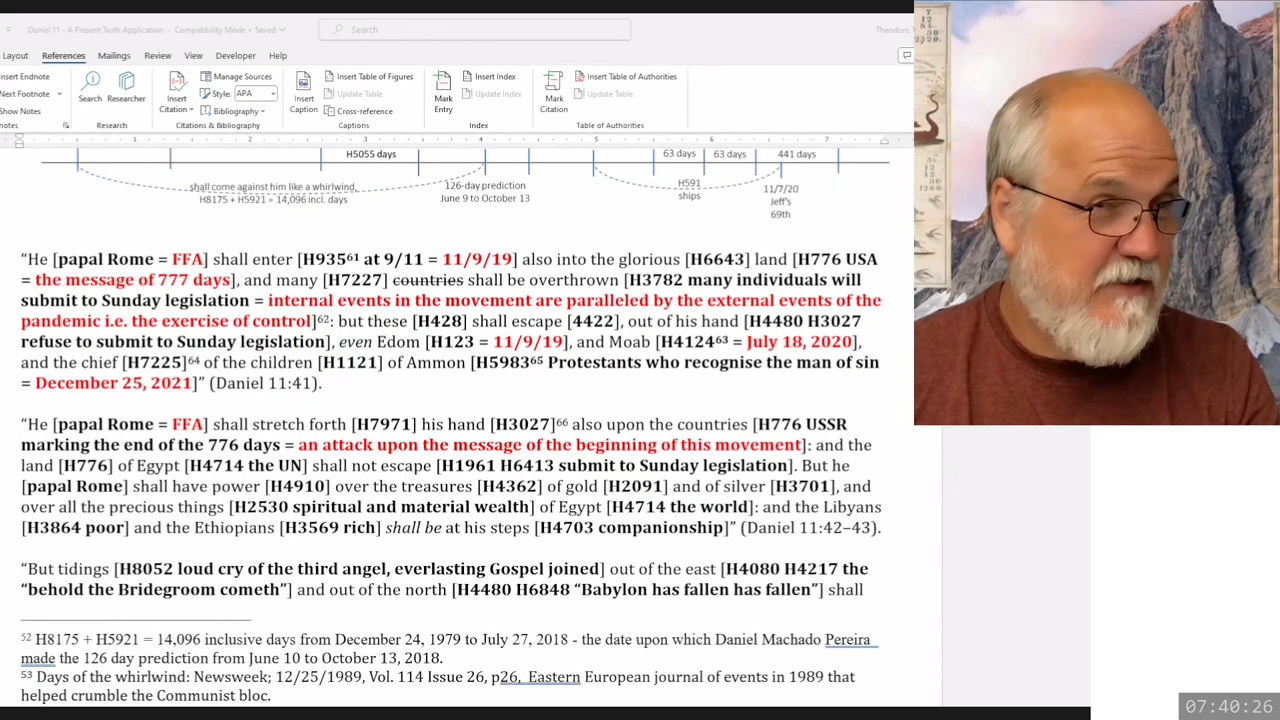 Daniel 11 - A Present Truth Application - Compatibility Mode • Saved
Search
Theodore
Layout References Mailings Review View Developer Help
Insert Endnote
Next Footnote
Show Notes
Search
Researcher
Research
Insert Citation
Manage Sources
Style: APA
Bibliography
Citations & Bibliography
Insert Caption
Insert Table of Figures
Update Table
Cross-reference
Captions
Mark Entry
Insert Index
Update Index
Index
Mark Citation
Insert Table of Authorities
Update Table
Table of Authorities
2 3 4 5 6 7
H5055 days
63 days 63 days 441 days
shall come against him like a whirlwind,
H8175 + H5921 = 14,096 incl. days
126-day prediction
June 9 to October 13
H591
ships
11/7/20
Jeff's
69th
“He [papal Rome = FFA] shall enter [H935⁶¹ at 9/11 = 11/9/19] also into the glorious [H6643] land [H776 USA
= the message of 777 days], and many [H7227] countries shall be overthrown [H3782 many individuals will
submit to Sunday legislation = internal events in the movement are paralleled by the external events of the
pandemic i.e. the exercise of control]⁶²: but these [H428] shall escape [4422], out of his hand [H4480 H3027
refuse to submit to Sunday legislation], even Edom [H123 = 11/9/19], and Moab [H4124⁶³ = July 18, 2020],
and the chief [H7225]⁶⁴ of the children [H1121] of Ammon [H5983⁶⁵ Protestants who recognise the man of sin
= December 25, 2021]” (Daniel 11:41).
“He [papal Rome = FFA] shall stretch forth [H7971] his hand [H3027]⁶⁶ also upon the countries [H776 USSR
marking the end of the 776 days = an attack upon the message of the beginning of this movement]: and the
land [H776] of Egypt [H4714 the UN] shall not escape [H1961 H6413 submit to Sunday legislation]. But he
[papal Rome] shall have power [H4910] over the treasures [H4362] of gold [H2091] and of silver [H3701], and
over all the precious things [H2530 spiritual and material wealth] of Egypt [H4714 the world]: and the Libyans
[H3864 poor] and the Ethiopians [H3569 rich] shall be at his steps [H4703 companionship]” (Daniel 11:42–43).
“But tidings [H8052 loud cry of the third angel, everlasting Gospel joined] out of the east [H4080 H4217 the
“behold the Bridegroom cometh”] and out of the north [H4480 H6848 “Babylon has fallen has fallen”] shall
⁵² H8175 + H5921 = 14,096 inclusive days from December 24, 1979 to July 27, 2018 - the date upon which Daniel Machado Pereira
made the 126 day prediction from June 10 to October 13, 2018.
⁵³ Days of the whirlwind: Newsweek; 12/25/1989, Vol. 114 Issue 26, p26, Eastern European journal of events in 1989 that
helped crumble the Communist bloc.
07:40:26